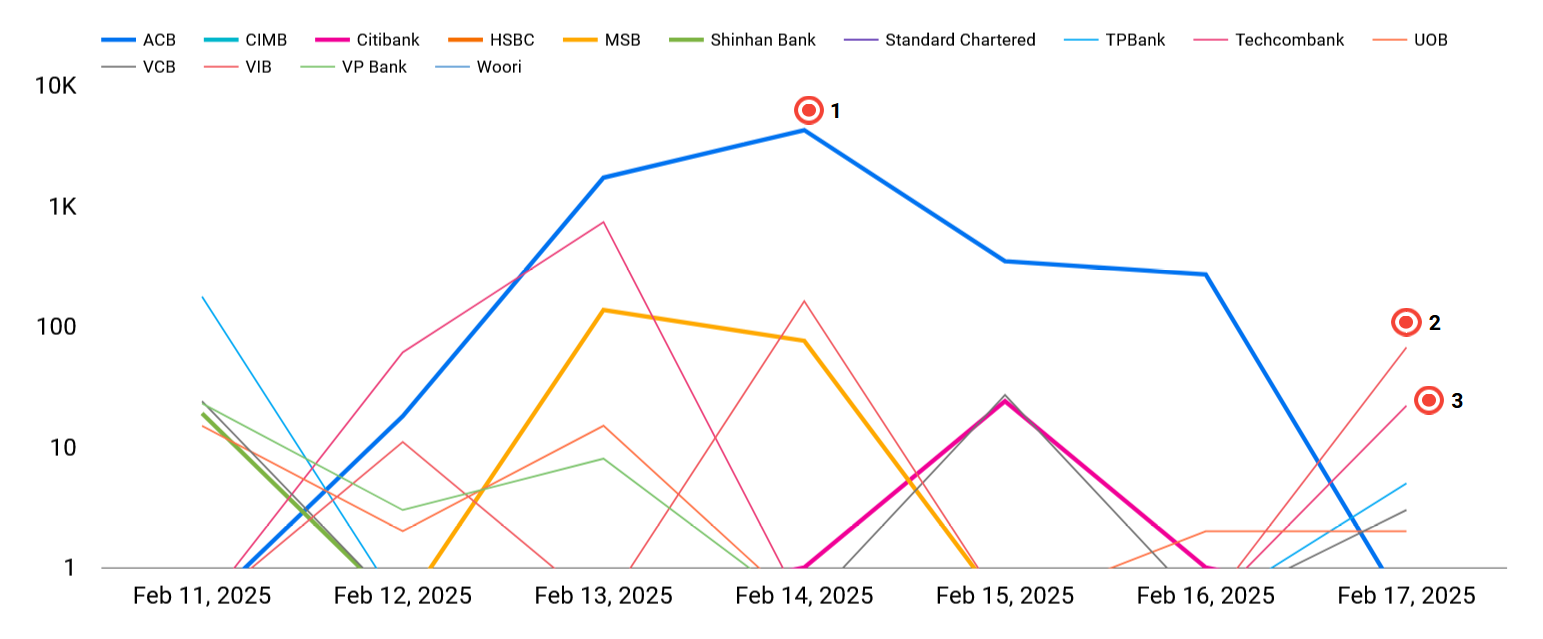 ACB CIMB Citibank HSBC MSB Shinhan Bank Standard Chartered TPBank Techcombank UOB
VCB VIB VP Bank Woori
10K
1
1K
100
2
3
10
1
Feb 11, 2025 Feb 12, 2025 Feb 13, 2025 Feb 14, 2025 Feb 15, 2025 Feb 16, 2025 Feb 17, 2025